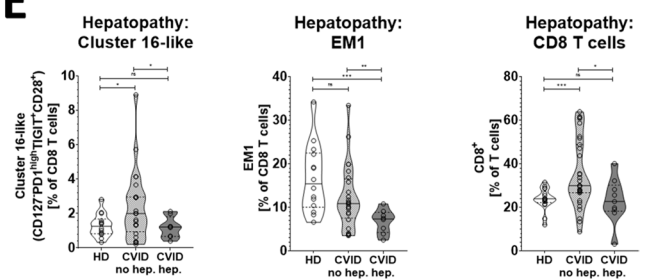 E
Hepatopathy:
Cluster 16-like
Cluster 16-like
(CD127⁻PD1ʰⁱᵍʰTIGIT⁺CD28⁺)
[% of CD8 T cells]
10
8
6
4
2
0
*
ns
*
HD CVID CVID
no hep. hep.
Hepatopathy:
EM1
EM1
[% of CD8 T cells]
40
30
20
10
0
**
***
ns
HD CVID CVID
no hep. hep.
Hepatopathy:
CD8 T cells
CD8⁺
[% of T cells]
80
60
40
20
0
*
ns
***
HD CVID CVID
no hep. hep.